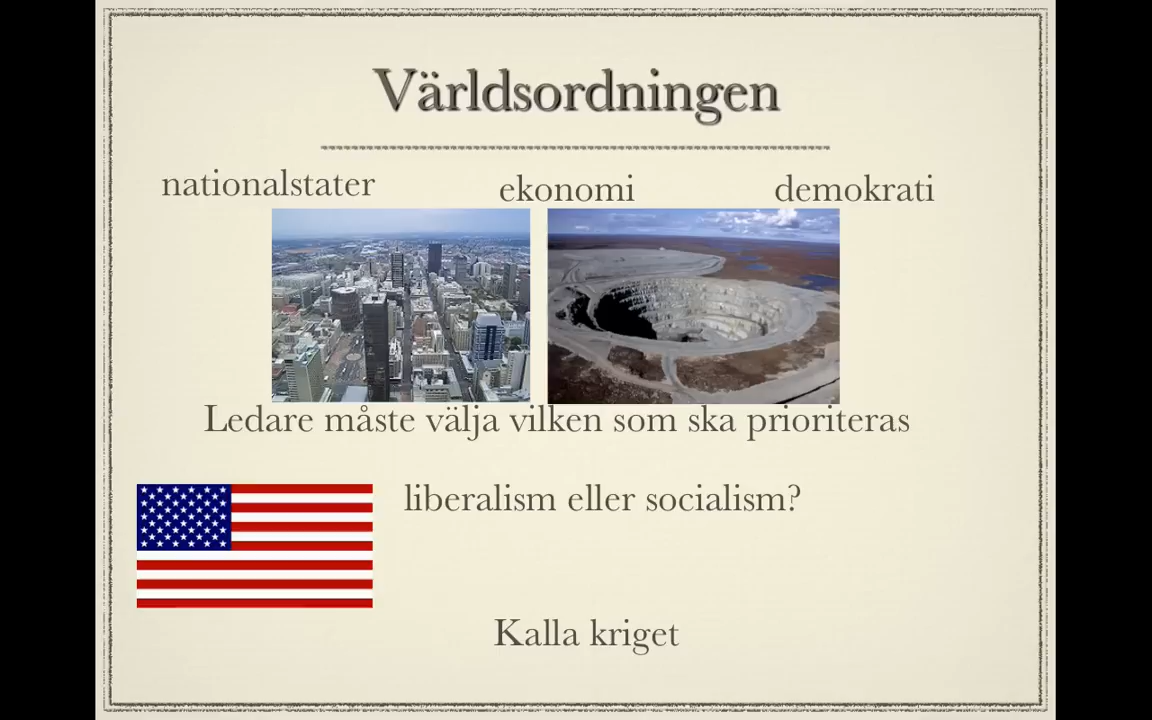 Världsordningen
nationalstater ekonomi demokrati
Ledare måste välja vilken som ska prioriteras
liberalism eller socialism?
Kalla kriget